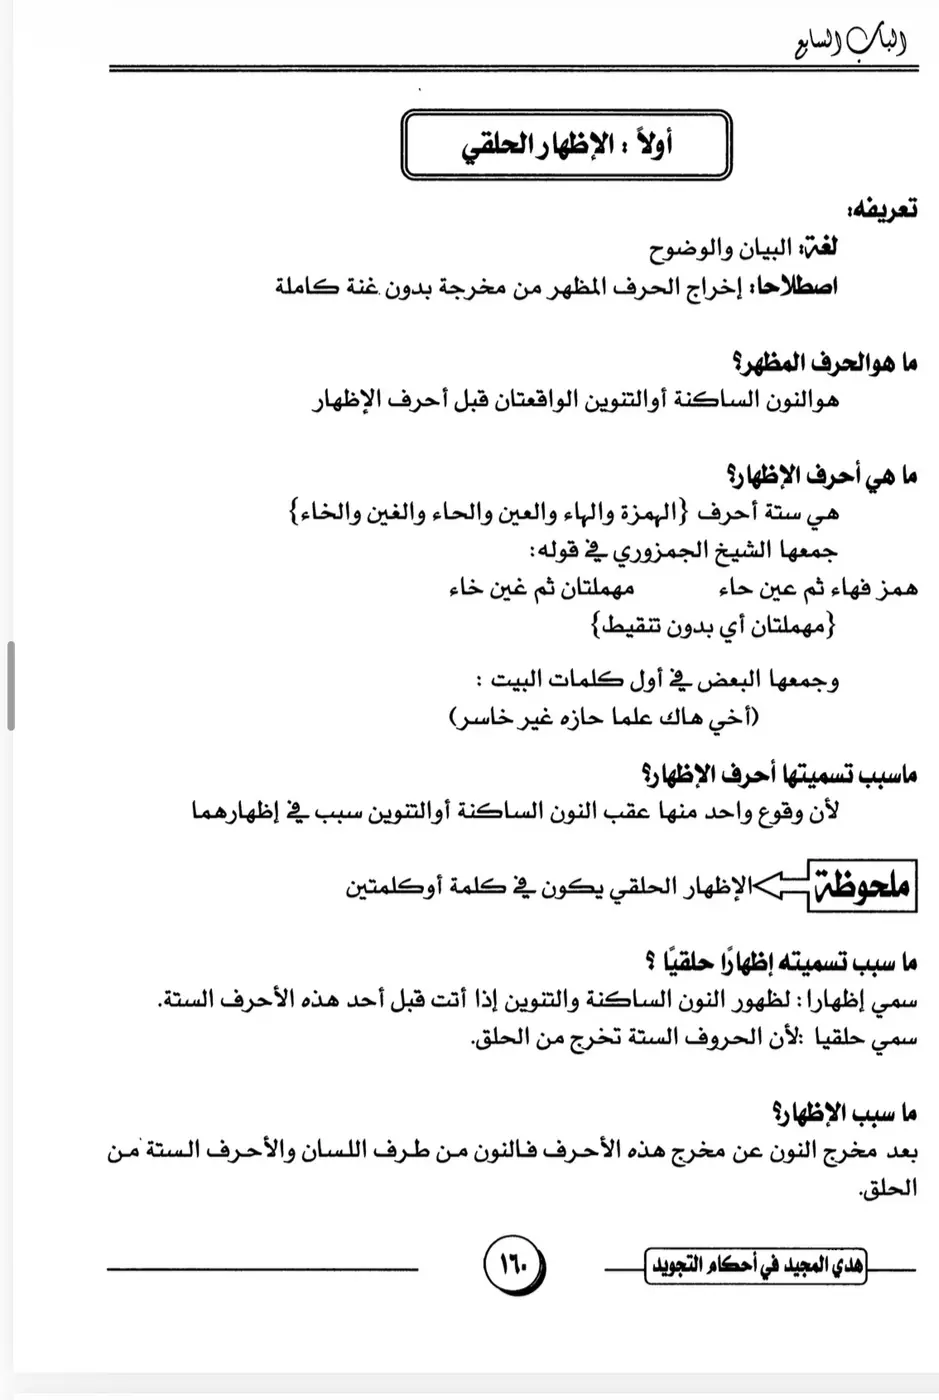 الباب السابع
أولاً : الإظهار الحلقي
تعريفه:
لغة: البيان والوضوح
اصطلاحا: إخراج الحرف المظهر من مخرجة بدون غنة كاملة
ما هوالحرف المظهر؟
هوالنون الساكنة أوالتنوين الواقعتان قبل أحرف الإظهار
ما هي أحرف الإظهار؟
هي ستة أحرف {الهمزة والهاء والعين والحاء والغين والخاء}
جمعها الشيخ الجمزوري في قوله:
همز فهاء ثم عين حاء مهملتان ثم غين خاء
{مهملتان أي بدون تنقيط}
وجمعها البعض في أول كلمات البيت :
(أخي هاك علما حازه غير خاسر)
ماسبب تسميتها أحرف الإظهار؟
لأن وقوع واحد منها عقب النون الساكنة أوالتنوين سبب في إظهارهما
ملحوظة الإظهار الحلقي يكون في كلمة أوكلمتين
ما سبب تسميته إظهارًا حلقيًا ؟
سمي إظهارا : لظهور النون الساكنة والتنوين إذا أتت قبل أحد هذه الأحرف الستة.
سمي حلقيا :لأن الحروف الستة تخرج من الحلق.
ما سبب الإظهار؟
بعد مخرج النون عن مخرج هذه الأحرف فالنون من طرف اللسان والأحرف الستة من
الحلق.
هدي المجيد في أحكام التجويد
١٦٠